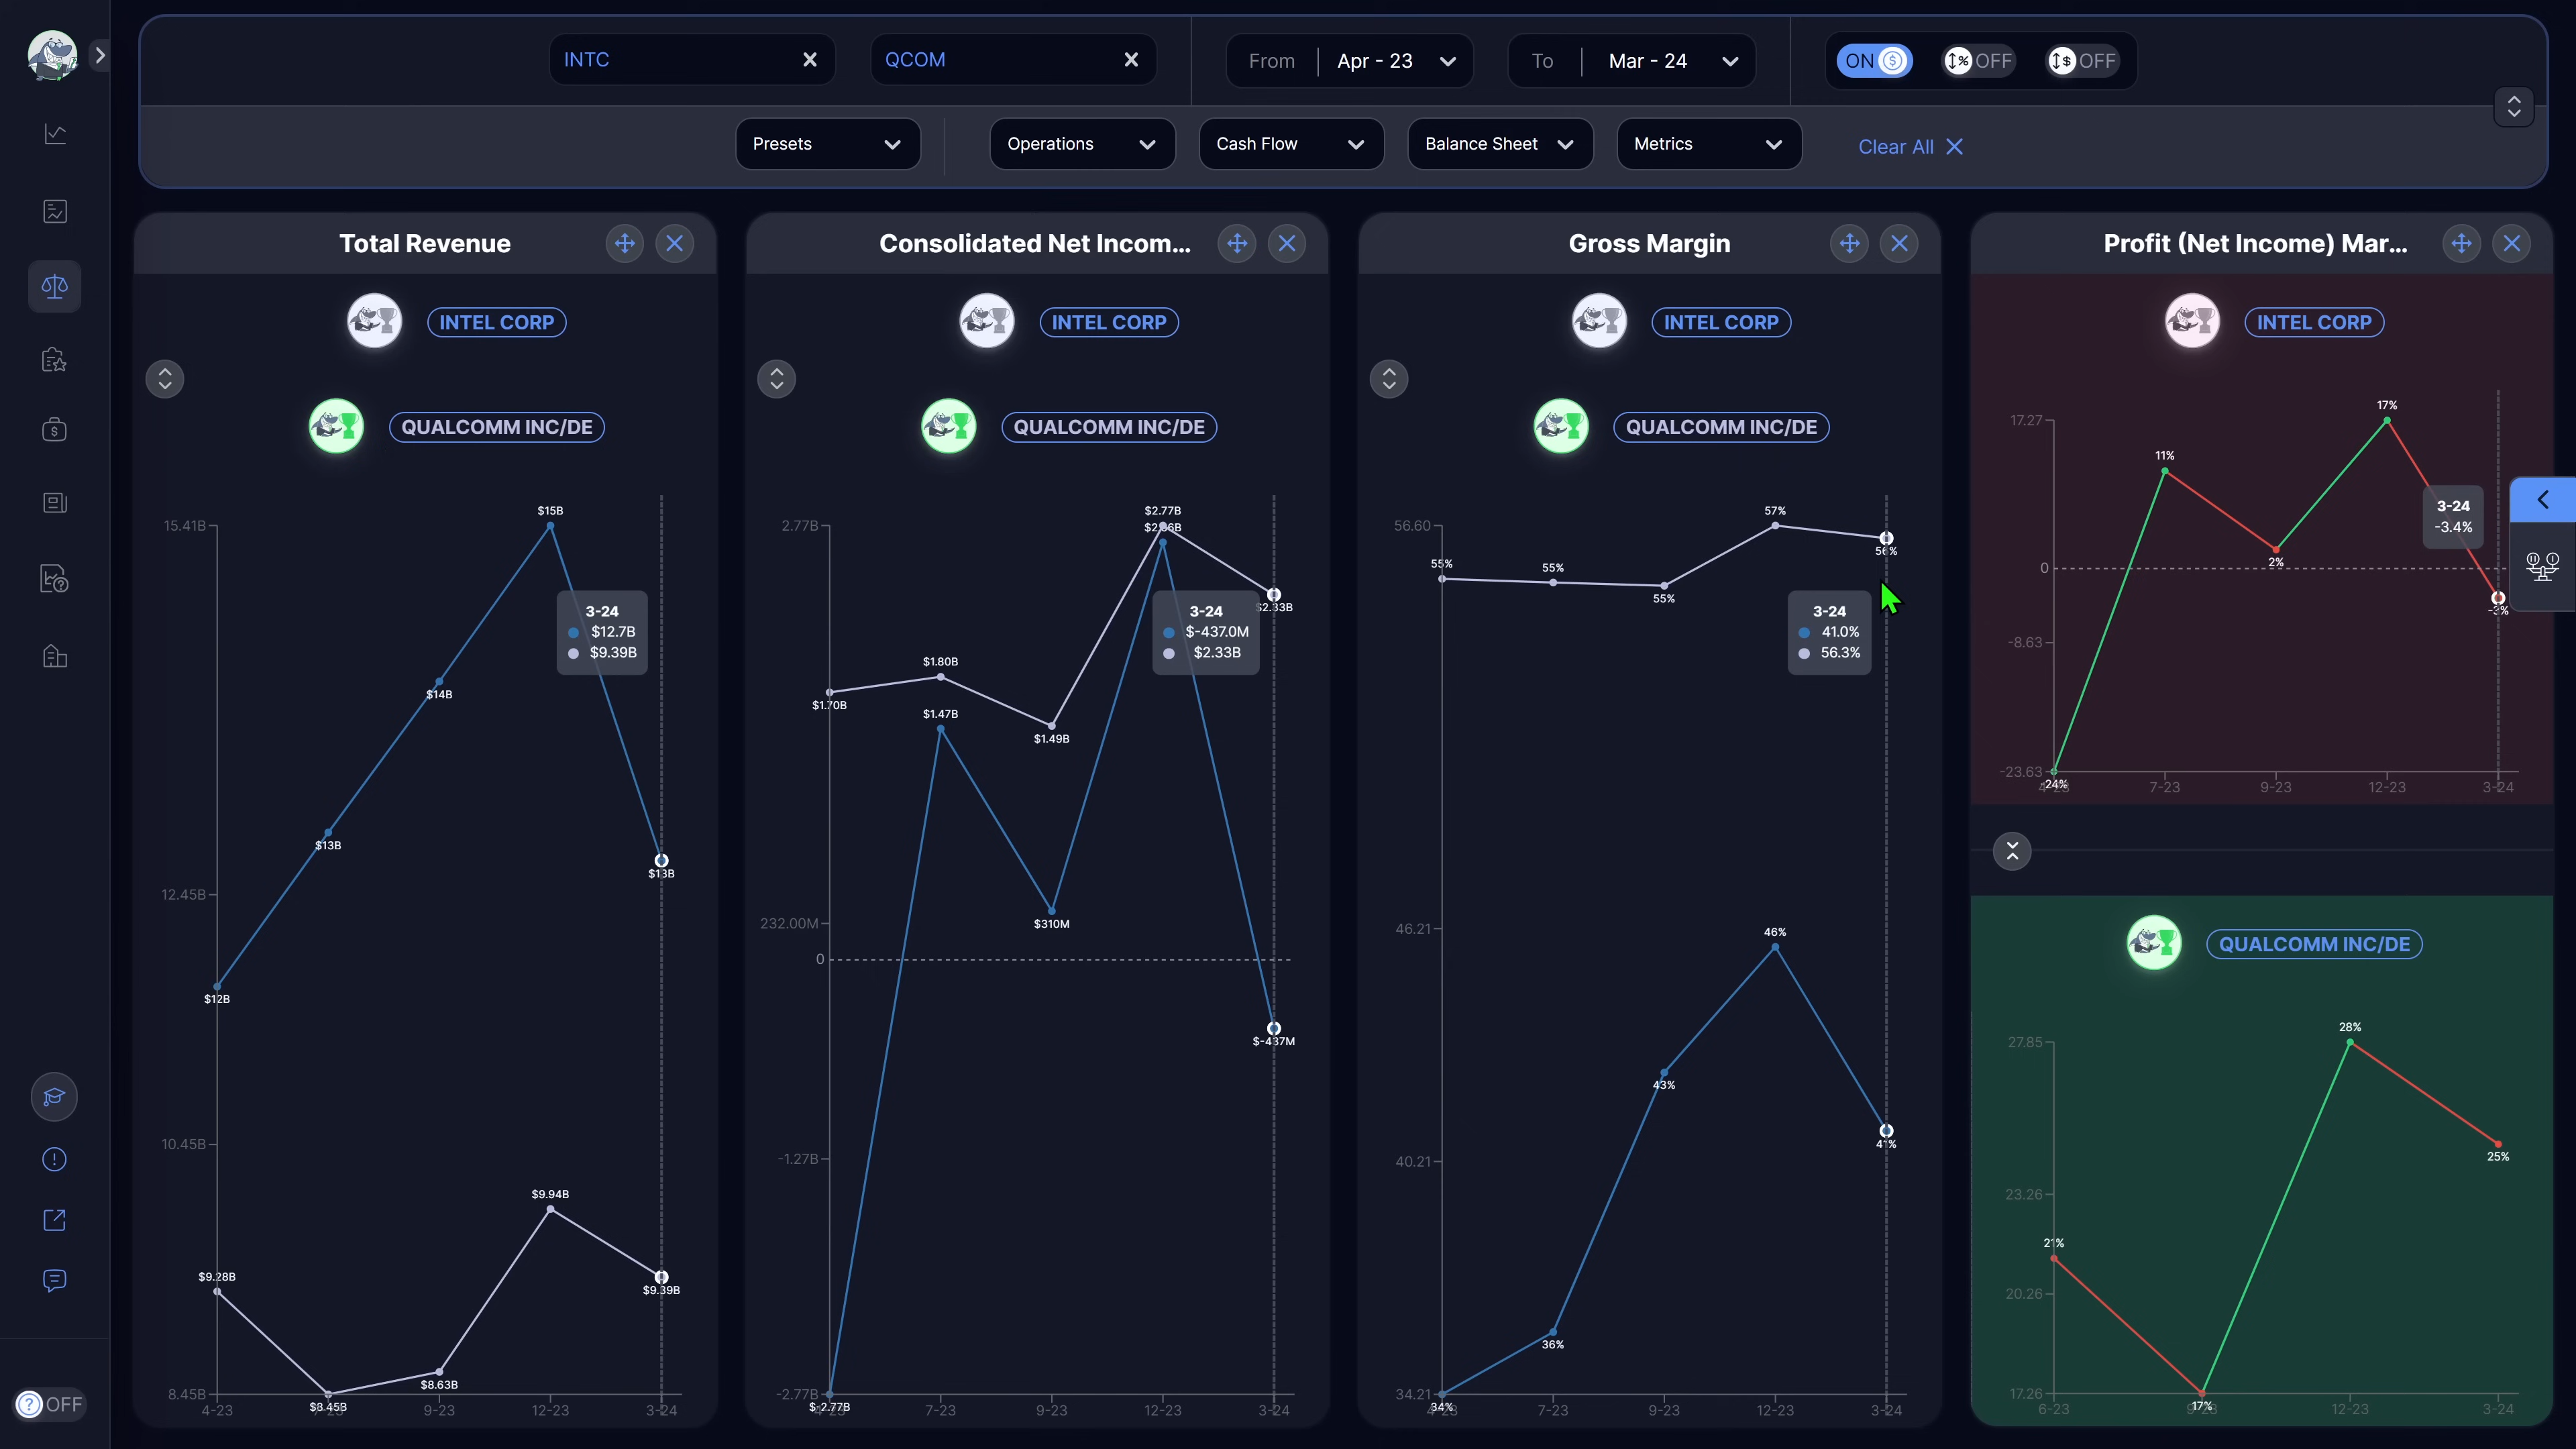 INTC
QCOM
From Apr - 23
To Mar - 24
ON $
% OFF
$ OFF
Presets
Operations
Cash Flow
Balance Sheet
Metrics
Clear All
Total Revenue
INTEL CORP
QUALCOMM INC/DE
15.41B
12.45B
10.45B
8.45B
$15B
$14B
$13B
$12B
$13B
3-24
$12.7B
$9.39B
$9.28B
$8.45B
$8.63B
$9.94B
$9.39B
4-23
9-23
12-23
3-24
Consolidated Net Incom...
INTEL CORP
QUALCOMM INC/DE
2.77B
232.00M
0
-1.27B
-2.77B
$2.77B
$1.80B
$1.70B
$1.47B
$1.49B
$310M
$2.33B
3-24
$-437.0M
$2.33B
$-437M
$-2.77B
7-23
9-23
12-23
3-24
Gross Margin
INTEL CORP
QUALCOMM INC/DE
56.60
46.21
40.21
34.21
55%
55%
55%
57%
56%
3-24
41.0%
56.3%
46%
43%
41%
36%
34%
7-23
9-23
12-23
3-24
Profit (Net Income) Mar...
INTEL CORP
17.27
0
-8.63
-23.63
11%
2%
17%
3-24
-3.4%
-3%
-24%
7-23
9-23
12-23
3-24
QUALCOMM INC/DE
27.85
23.26
20.26
17.26
28%
25%
21%
17%
6-23
12-23
3-24
? OFF